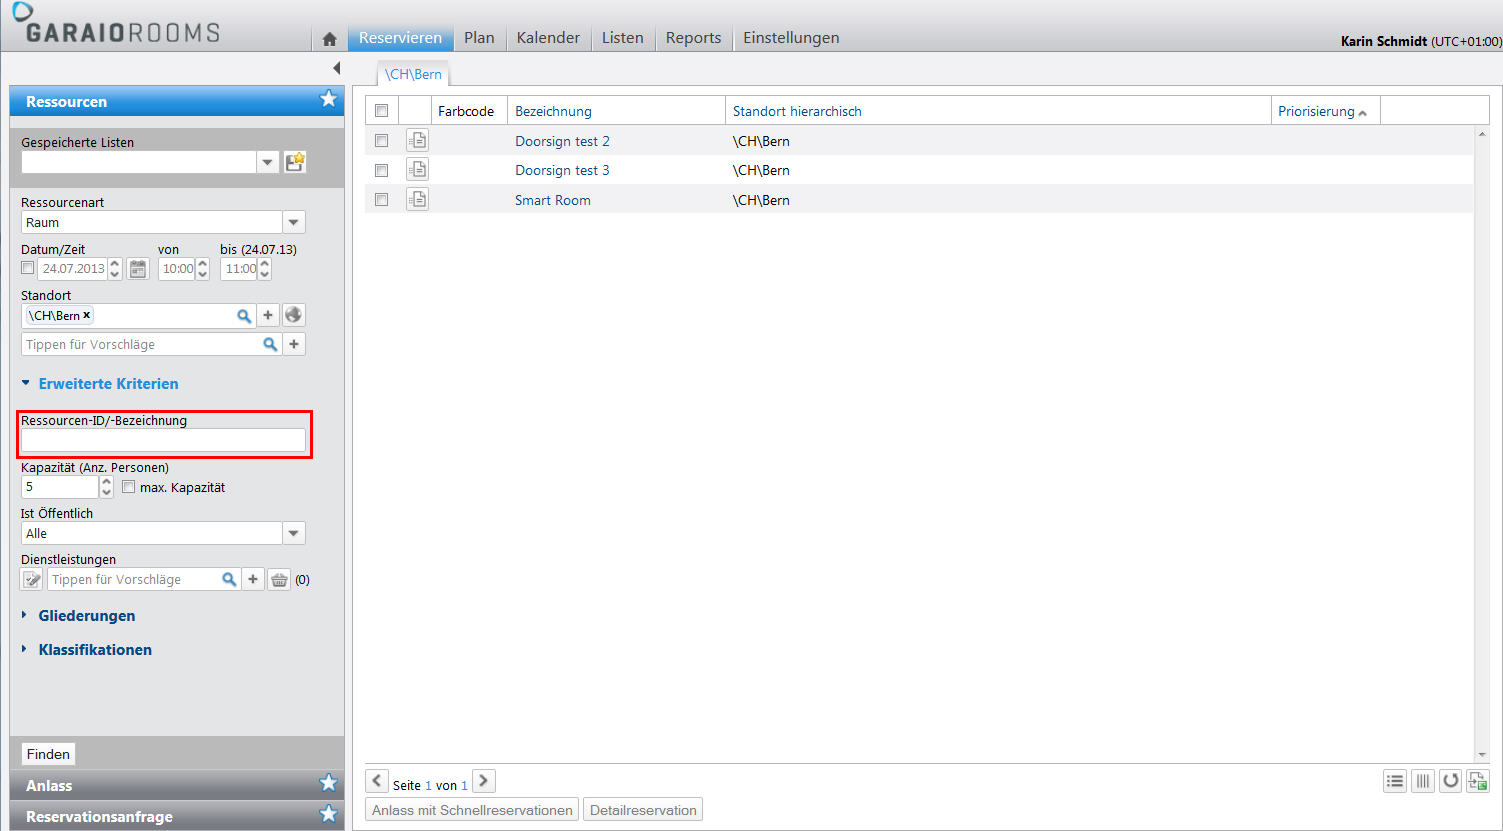 GARAIOROOMS
Reservieren Plan Kalender Listen Reports Einstellungen
Karin Schmidt (UTC+01:00)
\CH\Bern
Ressourcen
Gespeicherte Listen
Ressourcenart
Raum
Datum/Zeit von bis (24.07.13)
24.07.2013 10:00 11:00
Standort
\CH\Bern x
Tippen für Vorschläge
Erweiterte Kriterien
Ressourcen-ID/-Bezeichnung
Kapazität (Anz. Personen)
5 max. Kapazität
Ist Öffentlich
Alle
Dienstleistungen
Tippen für Vorschläge (0)
Gliederungen
Klassifikationen
Finden
Anlass
Reservationsanfrage
Farbcode Bezeichnung Standort hierarchisch Priorisierung
Doorsign test 2 \CH\Bern
Doorsign test 3 \CH\Bern
Smart Room \CH\Bern
Seite 1 von 1
Anlass mit Schnellreservationen Detailreservation